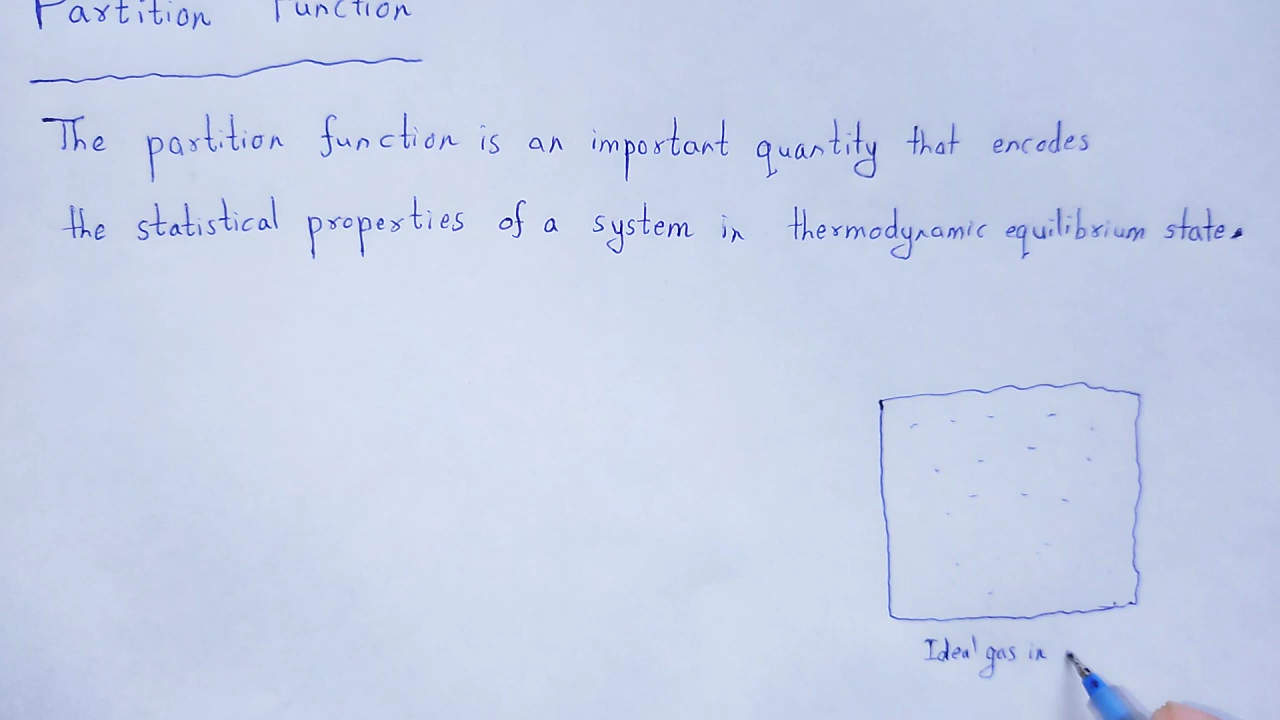 Partition Function
The partition function is an important quantity that encodes
the statistical properties of a system in thermodynamic equilibrium state.
Ideal gas in